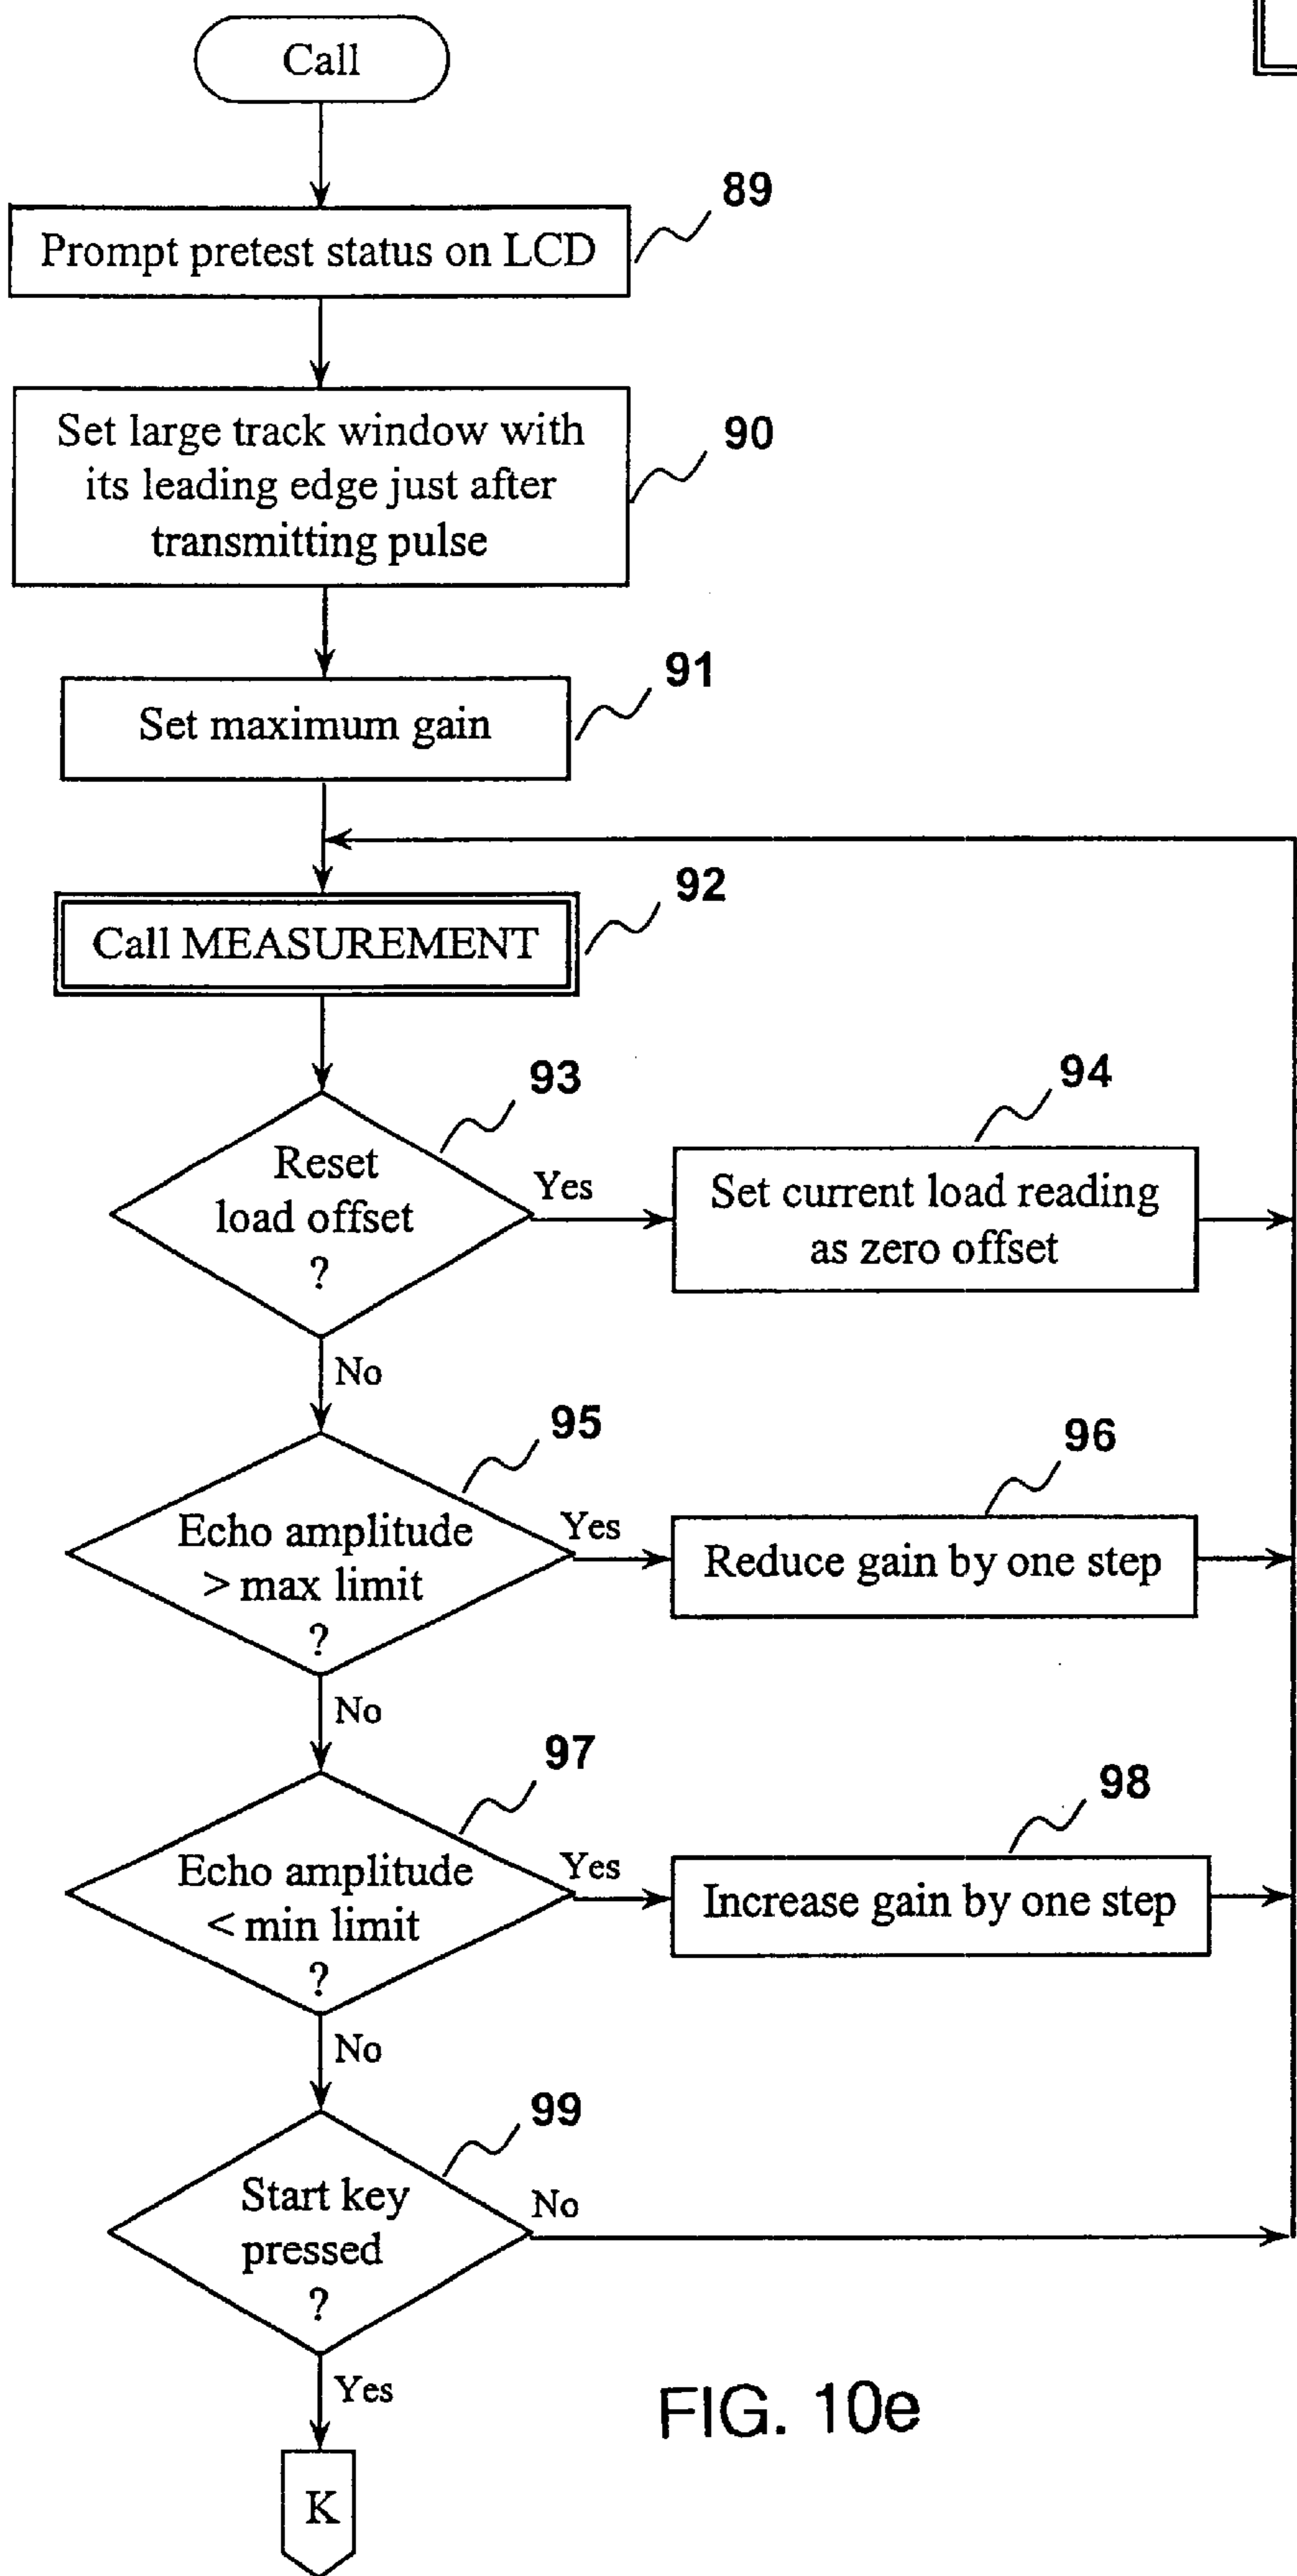 Call
89
Prompt pretest status on LCD
90
Set large track window with
its leading edge just after
transmitting pulse
91
Set maximum gain
92
Call MEASUREMENT
93
Reset
load offset
?
Yes
94
Set current load reading
as zero offset
No
95
Echo amplitude
> max limit
?
Yes
96
Reduce gain by one step
No
97
Echo amplitude
< min limit
?
Yes
98
Increase gain by one step
No
99
Start key
pressed
?
No
Yes
K
FIG. 10e